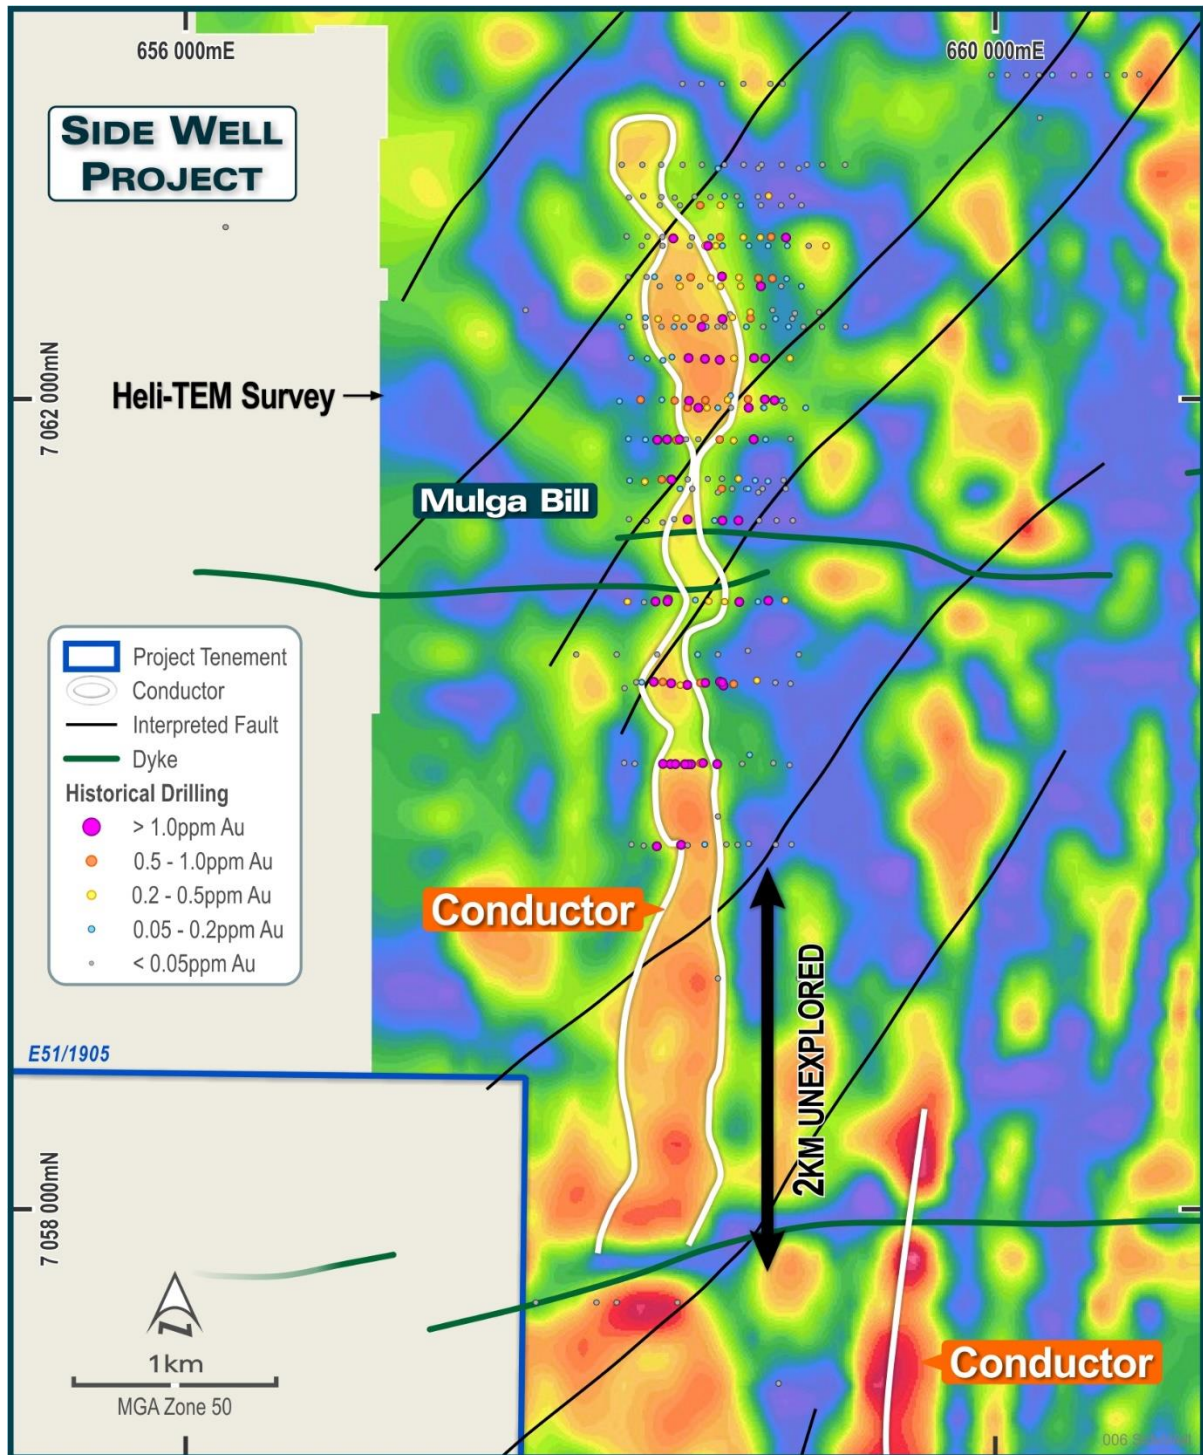 656 000mE
660 000mE
SIDE WELL
PROJECT
7 062 000mN
Heli-TEM Survey
Mulga Bill
Project Tenement
Conductor
Interpreted Fault
Dyke
Historical Drilling
> 1.0ppm Au
0.5 - 1.0ppm Au
0.2 - 0.5ppm Au
0.05 - 0.2ppm Au
< 0.05ppm Au
Conductor
2KM UNEXPLORED
E51/1905
7 058 000mN
N
1km
MGA Zone 50
Conductor
006